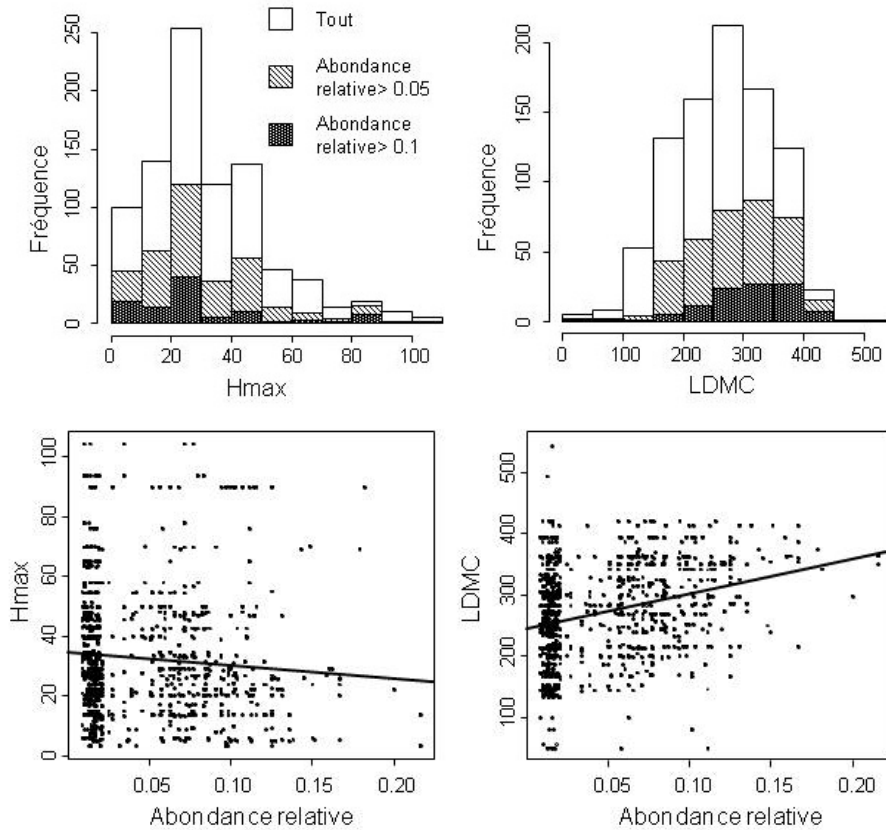 Tout
Abondance
relative> 0.05
Abondance
relative> 0.1
Fréquence
0 50 100 150 200 250
0 20 40 60 80 100
Hmax
Fréquence
0 50 100 150 200
0 100 200 300 400 500
LDMC
Hmax
0 20 40 60 80 100
0.05 0.10 0.15 0.20
Abondance relative
LDMC
100 200 300 400 500
0.05 0.10 0.15 0.20
Abondance relative